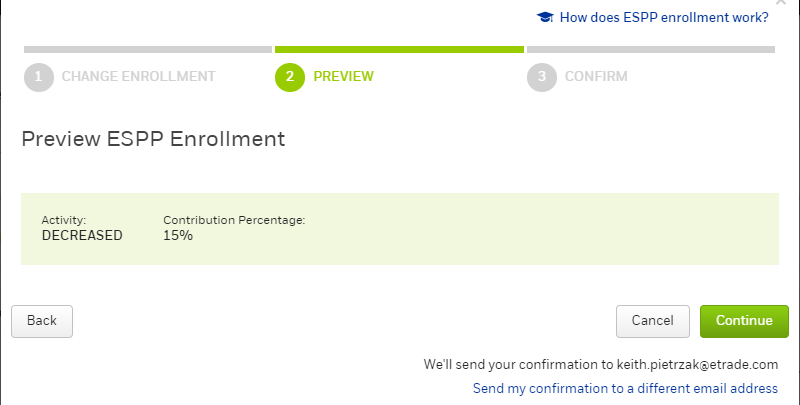 How does ESPP enrollment work?
1 CHANGE ENROLLMENT 2 PREVIEW 3 CONFIRM
Preview ESPP Enrollment
Activity: Contribution Percentage:
DECREASED 15%
Back Cancel Continue
We'll send your confirmation to keith.pietrzak@etrade.com
Send my confirmation to a different email address